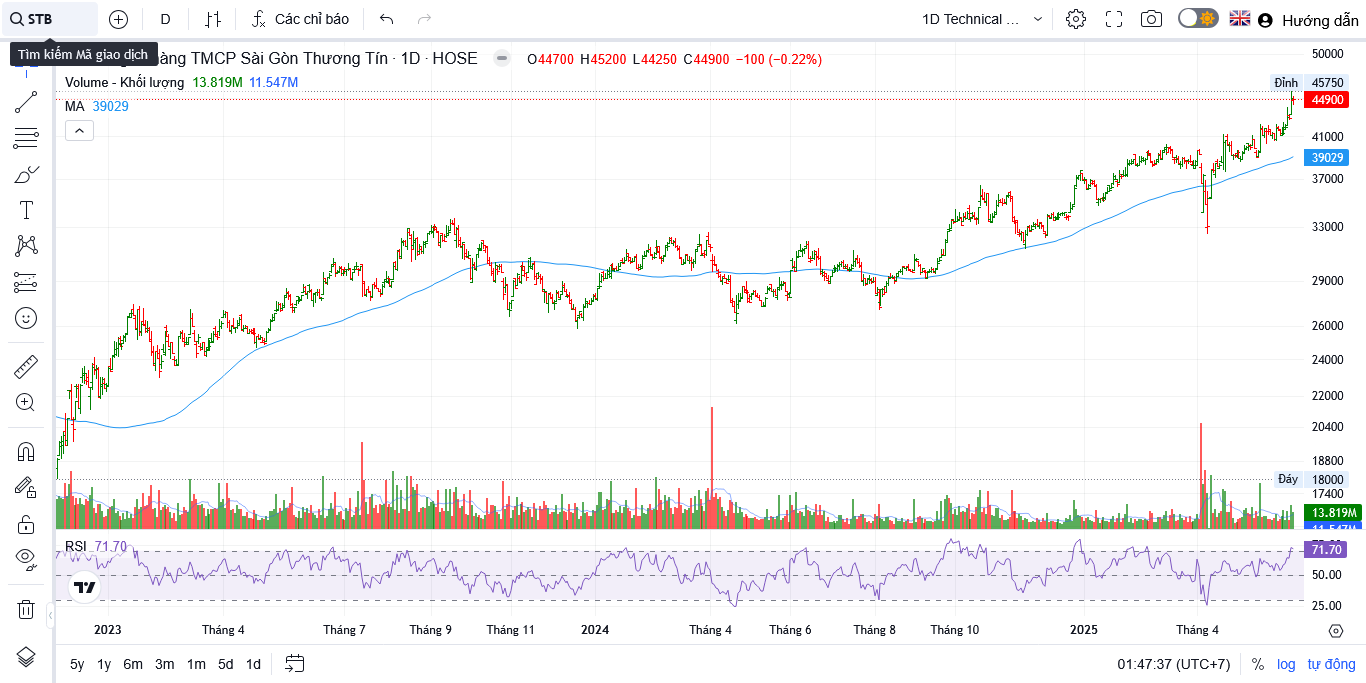 STB D Các chỉ báo 1D Technical ... Hướng dẫn
Tìm kiếm Mã giao dịch
àng TMCP Sài Gòn Thương Tín · 1D · HOSE O44700 H45200 L44250 C44900 −100 (−0.22%)
Volume - Khối lượng 13.819M 11.547M
MA 39029
50000
Đỉnh 45750
44900
41000
39029
37000
33000
29000
26000
24000
22000
20400
18800
Đáy 18000
17400
13.819M
11.547M
RSI 71.70
71.70
50.00
25.00
2023 Tháng 4 Tháng 7 Tháng 9 Tháng 11 2024 Tháng 4 Tháng 6 Tháng 8 Tháng 10 2025 Tháng 4
5y 1y 6m 3m 1m 5d 1d 01:47:37 (UTC+7) % log tự động